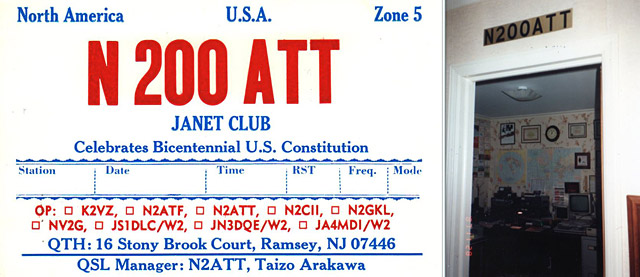 North America U.S.A. Zone 5
N 200 ATT
JANET CLUB
Celebrates Bicentennial U.S. Constitution
Station Date Time RST Freq. Mode
OP: □ K2VZ, □ N2ATF, □ N2ATT, □ N2CII, □ N2GKL,
□ NV2G, □ JS1DLC/W2, □ JN3DQE/W2, □ JA4MDI/W2
QTH: 16 Stony Brook Court, Ramsey, NJ 07446
QSL Manager: N2ATT, Taizo Arakawa
N200ATT